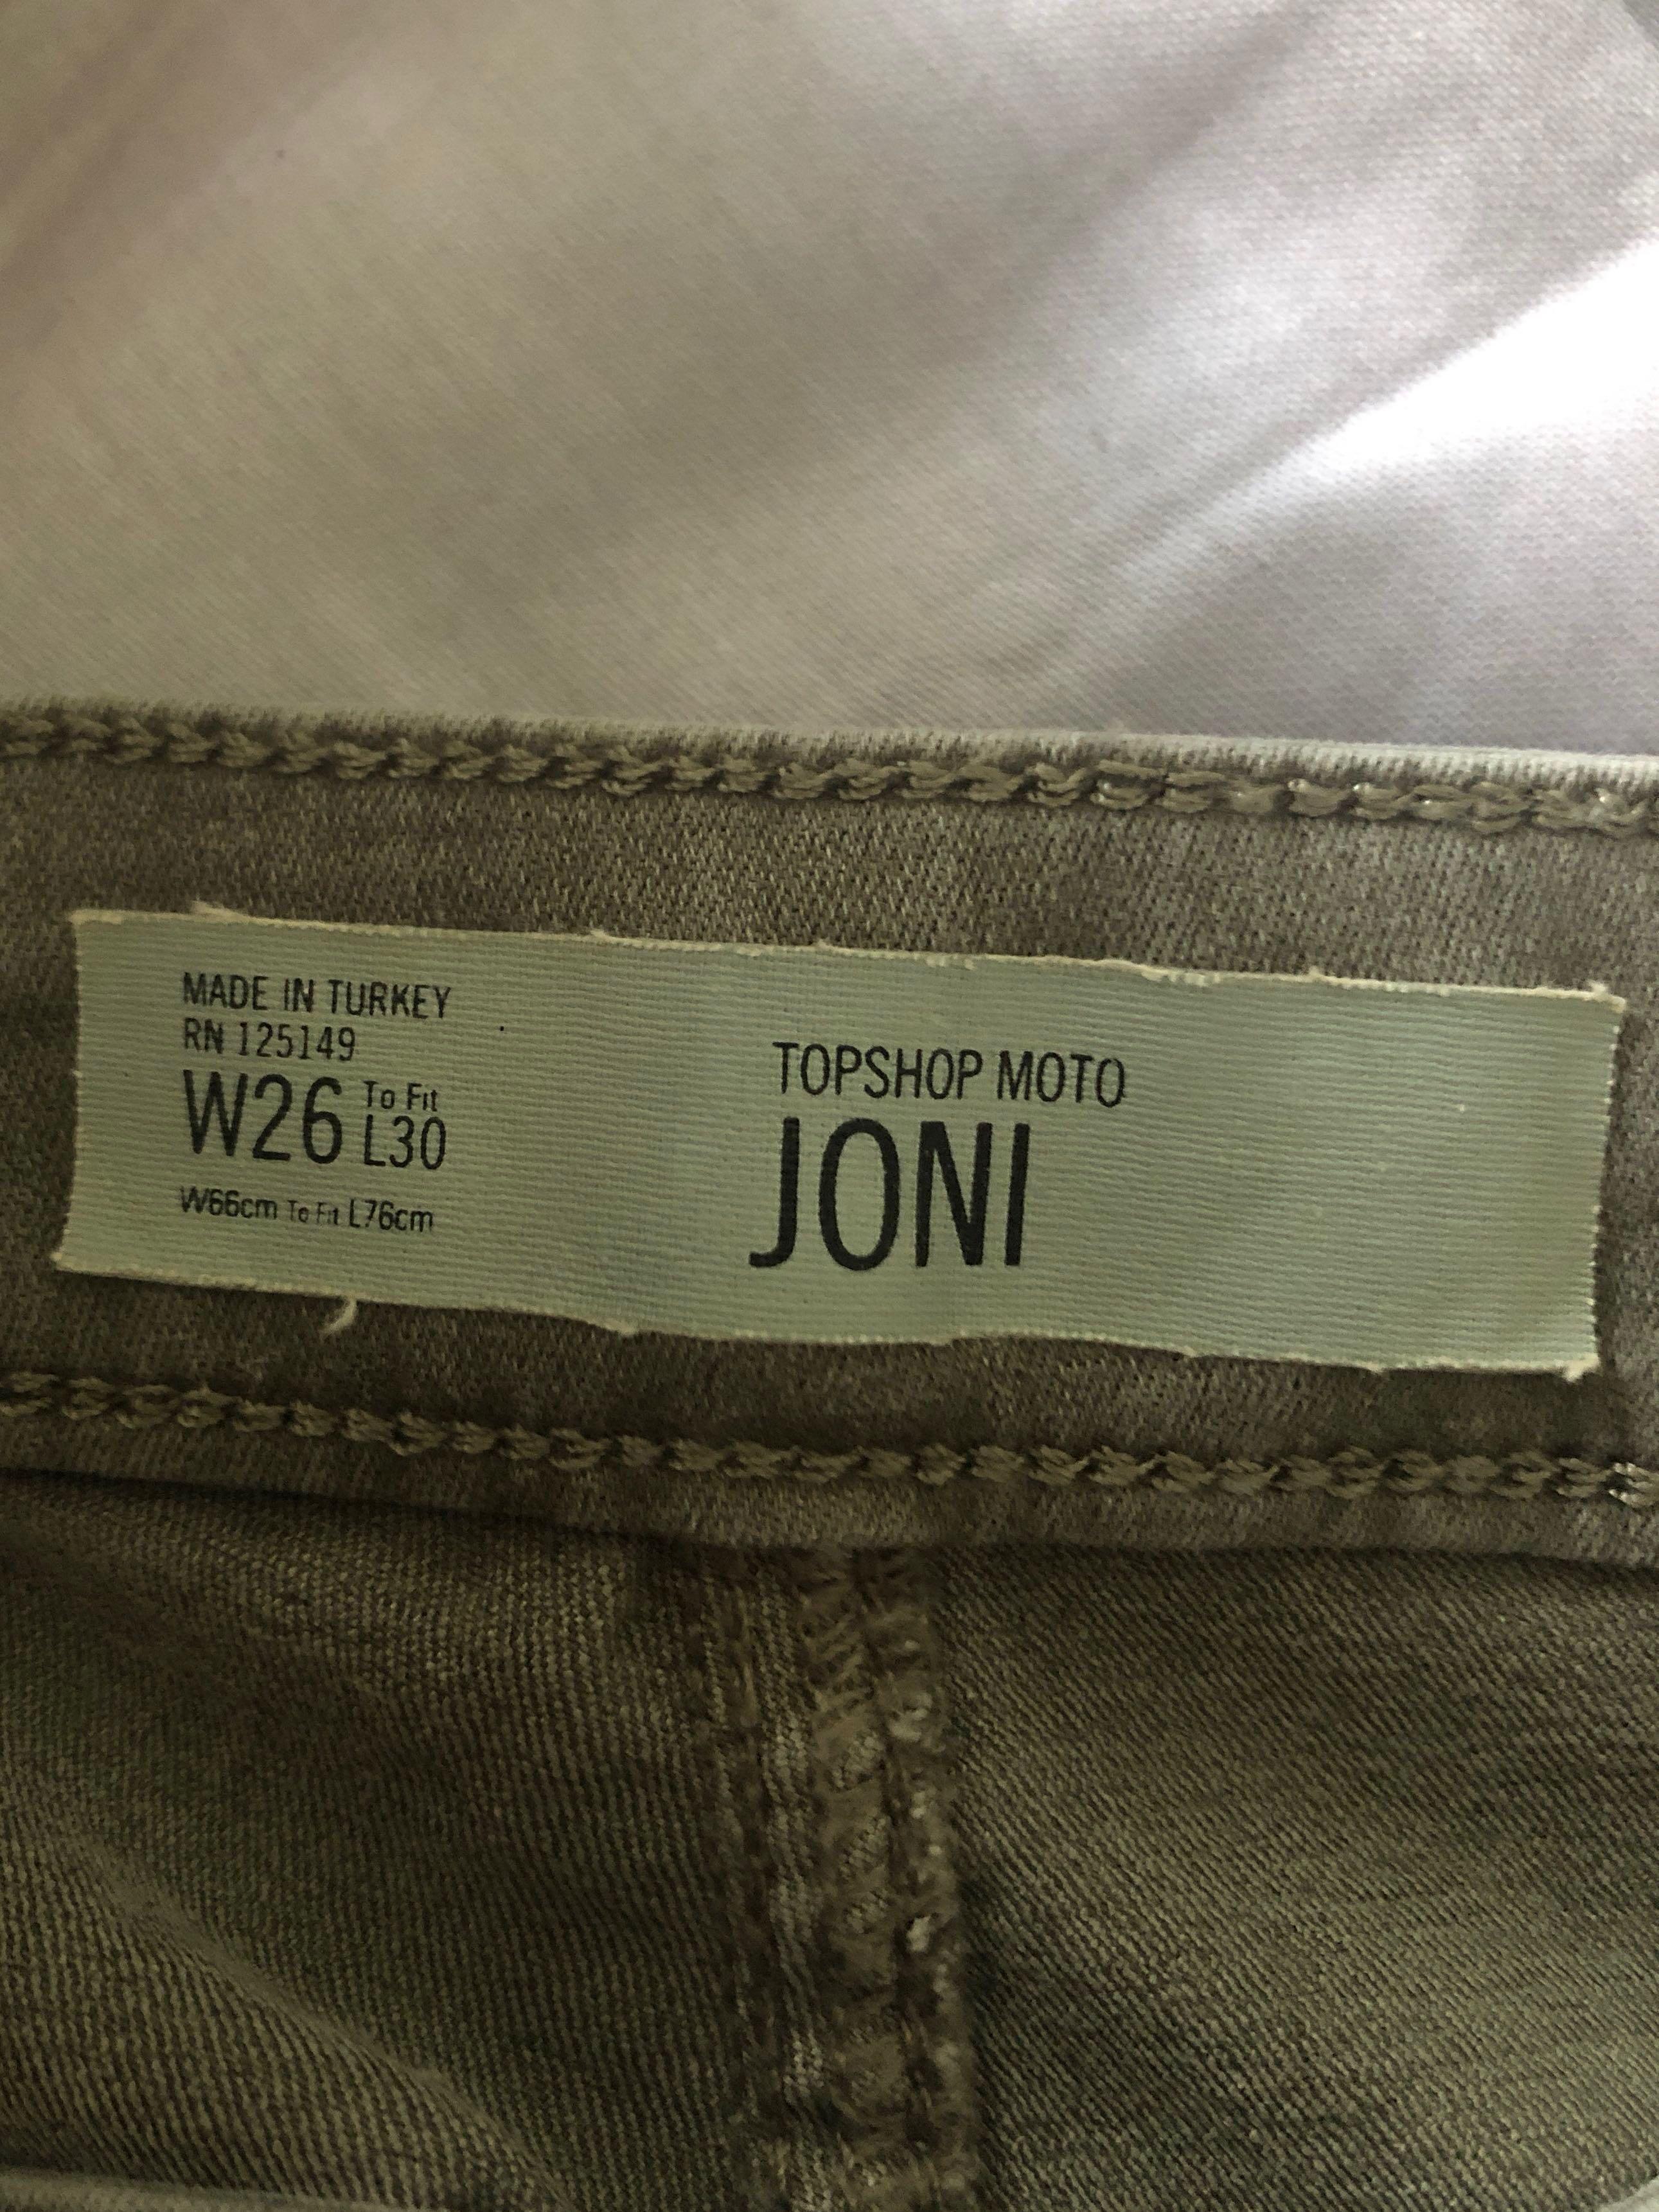 MADE IN TURKEY
RN 125149
W26 To Fit L30
W66cm To Fit L76cm
TOPSHOP MOTO
JONI